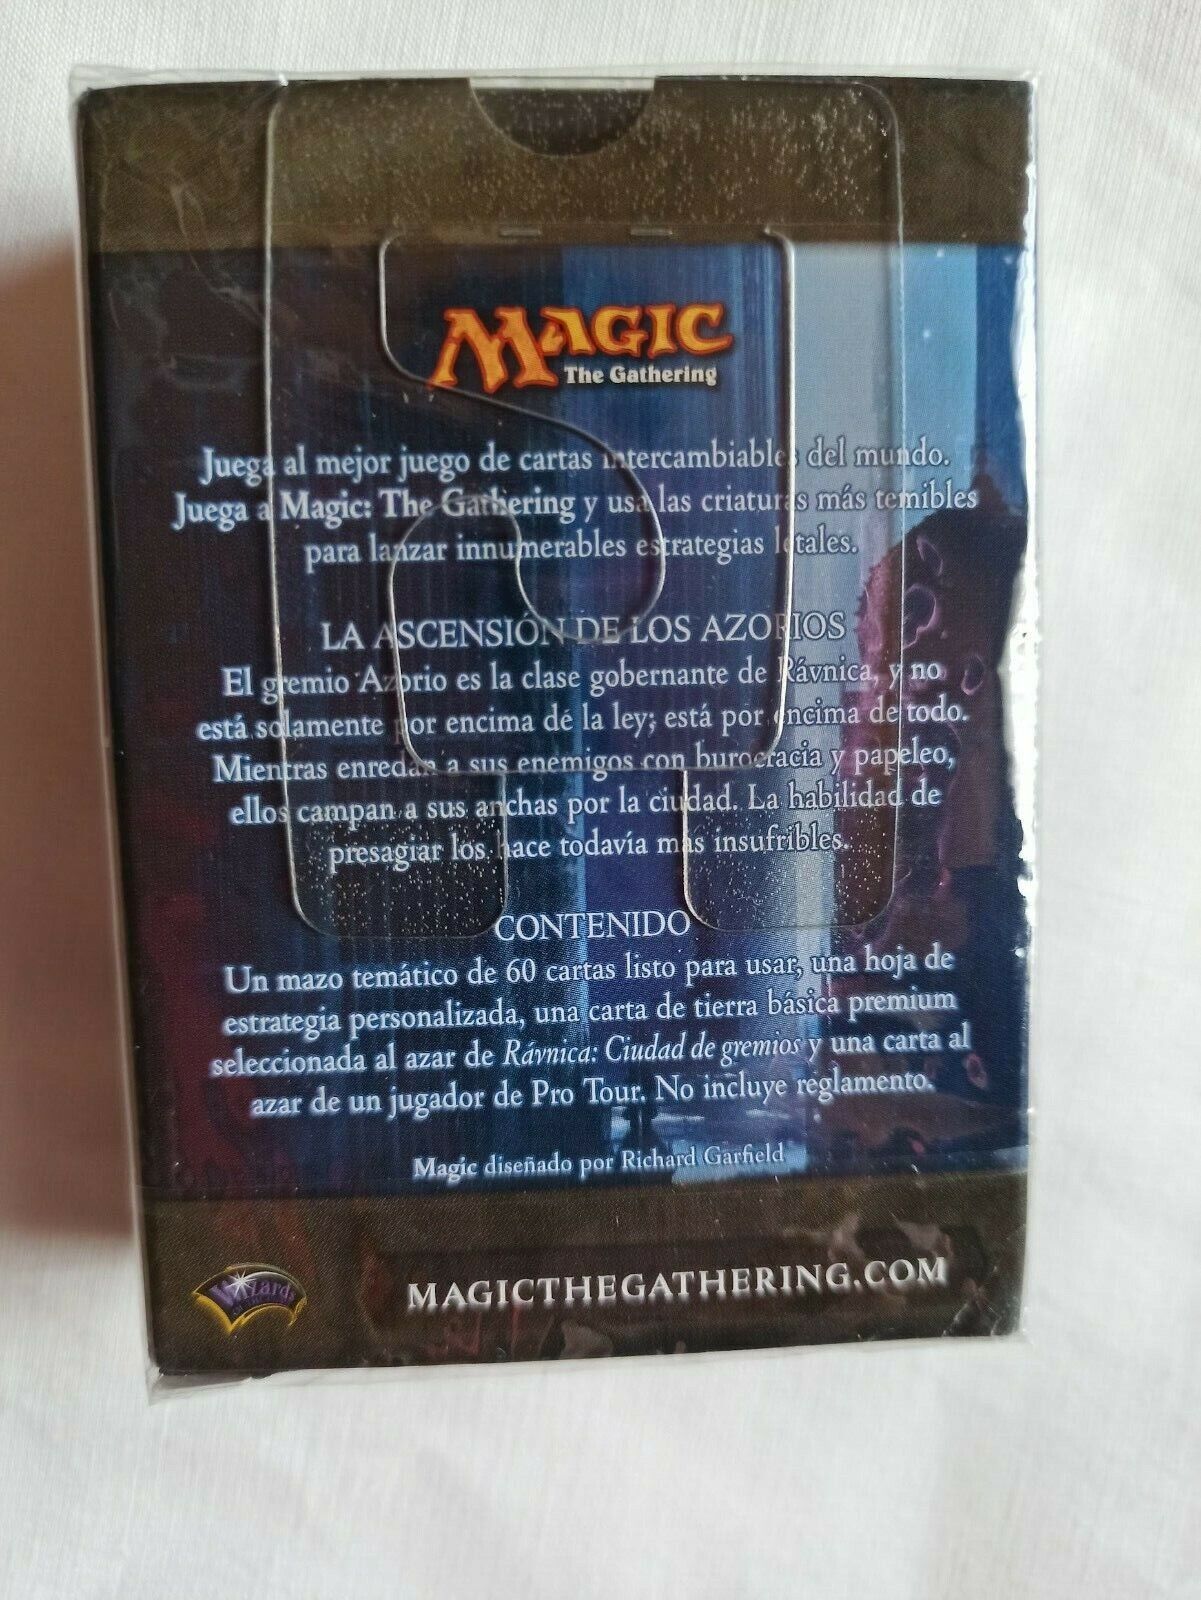 MAGIC
The Gathering
Juega al mejor juego de cartas intercambiables del mundo.
Juega a Magic: The Gathering y usa las criaturas más temibles
para lanzar innumerables estrategias letales.
LA ASCENSIÓN DE LOS AZORIOS
El gremio Azorio es la clase gobernante de Rávnica, y no
está solamente por encima de la ley; está por encima de todo.
Mientras enredan a sus enemigos con burocracia y papeleo,
ellos campan a sus anchas por la ciudad. La habilidad de
presagiar los hace todavía más insufribles.
CONTENIDO
Un mazo temático de 60 cartas listo para usar, una hoja de
estrategia personalizada, una carta de tierra básica premium
seleccionada al azar de Rávnica: Ciudad de gremios y una carta al
azar de un jugador de Pro Tour. No incluye reglamento.
Magic diseñado por Richard Garfield
Wizards
MAGICTHEGATHERING.COM